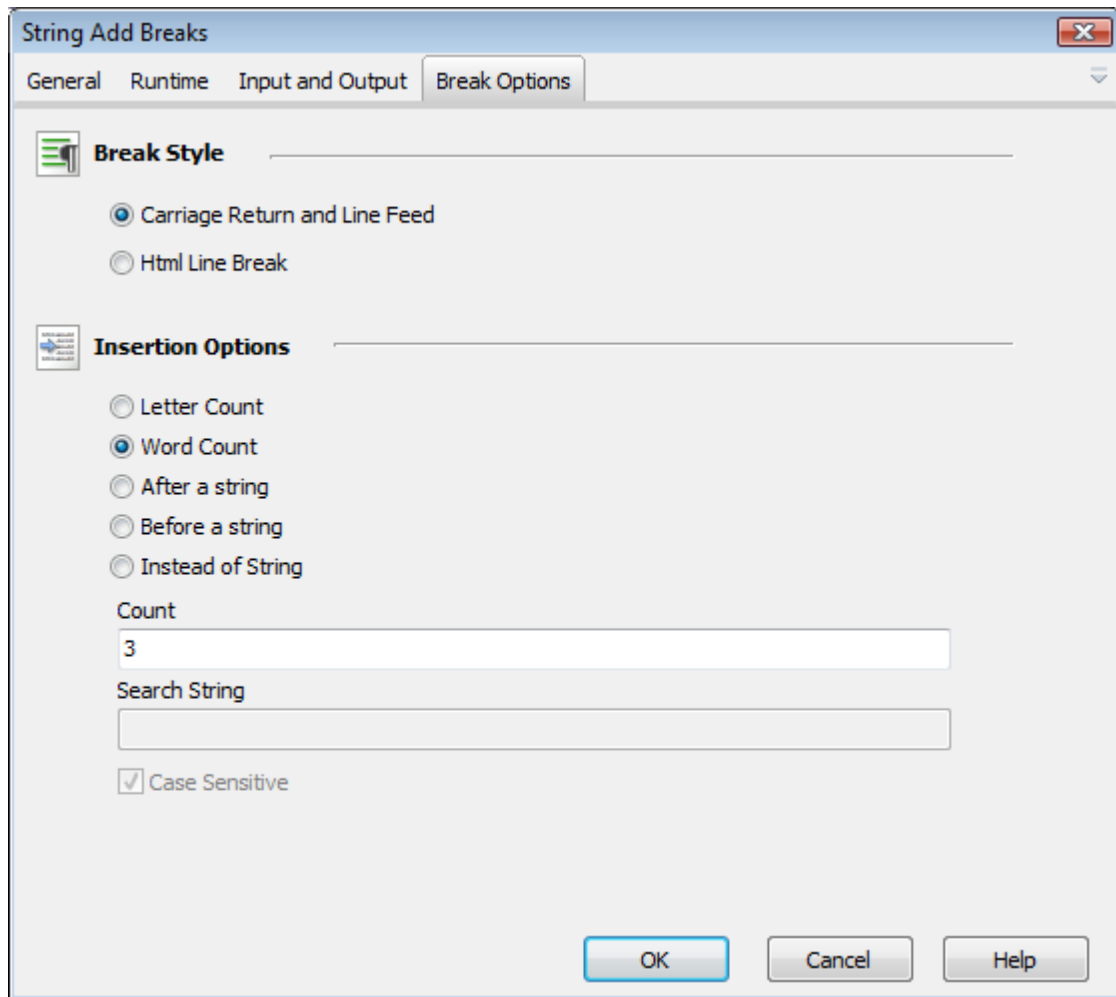 String Add Breaks
General Runtime Input and Output Break Options
Break Style
Carriage Return and Line Feed
Html Line Break
Insertion Options
Letter Count
Word Count
After a string
Before a string
Instead of String
Count
3
Search String
Case Sensitive
OK Cancel Help